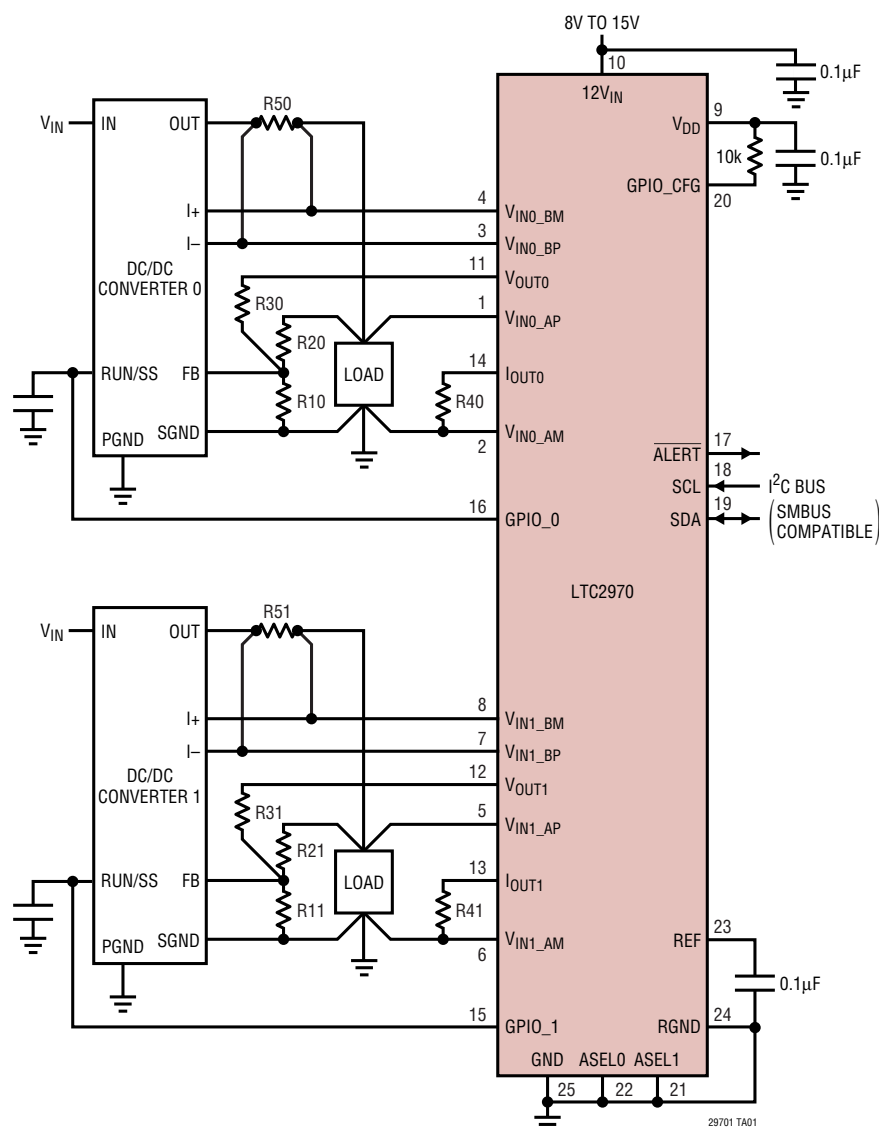 8V TO 15V
10
0.1µF
12VIN
VDD
9
10k
0.1µF
GPIO_CFG
20
VIN
IN
OUT
R50
I+
4
VIN0_BM
I–
3
VIN0_BP
DC/DC
CONVERTER 0
11
VOUT0
R30
R20
1
VIN0_AP
RUN/SS
FB
LOAD
14
IOUT0
R10
R40
SGND
2
VIN0_AM
PGND
ALERT
17
SCL
18
I2C BUS
SDA
19
(SMBUS
COMPATIBLE)
16
GPIO_0
LTC2970
VIN
IN
OUT
R51
I+
8
VIN1_BM
I–
7
VIN1_BP
DC/DC
CONVERTER 1
12
VOUT1
R31
R21
5
VIN1_AP
RUN/SS
FB
LOAD
13
IOUT1
R11
R41
SGND
6
VIN1_AM
PGND
REF
23
0.1µF
15
GPIO_1
RGND
24
GND
ASEL0
ASEL1
25
22
21
29701 TA01